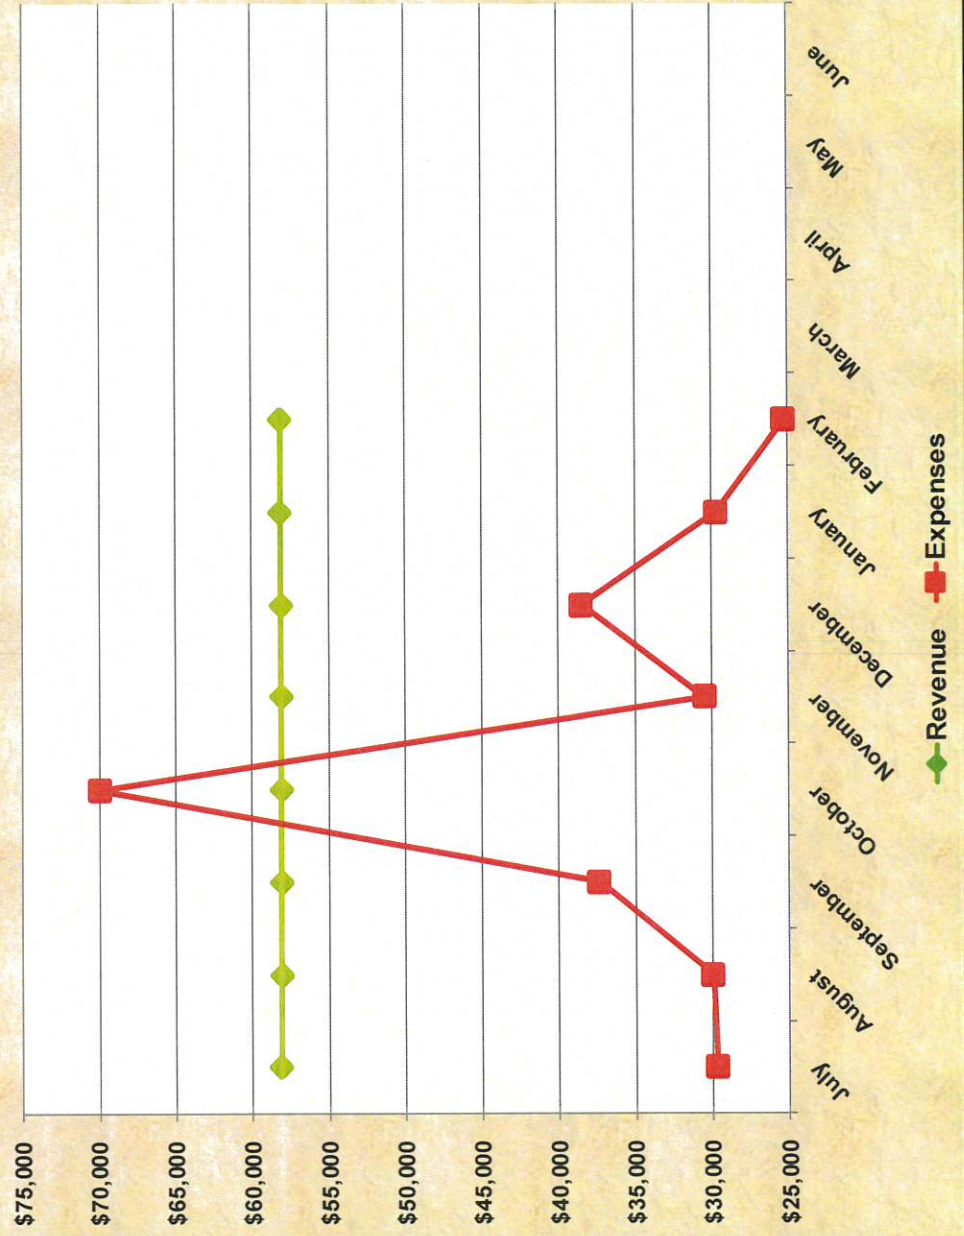 $75,000
$70,000
$65,000
$60,000
$55,000
$50,000
$45,000
$40,000
$35,000
$30,000
$25,000
July
August
September
October
November
December
January
February
March
April
May
June
Revenue
Expenses